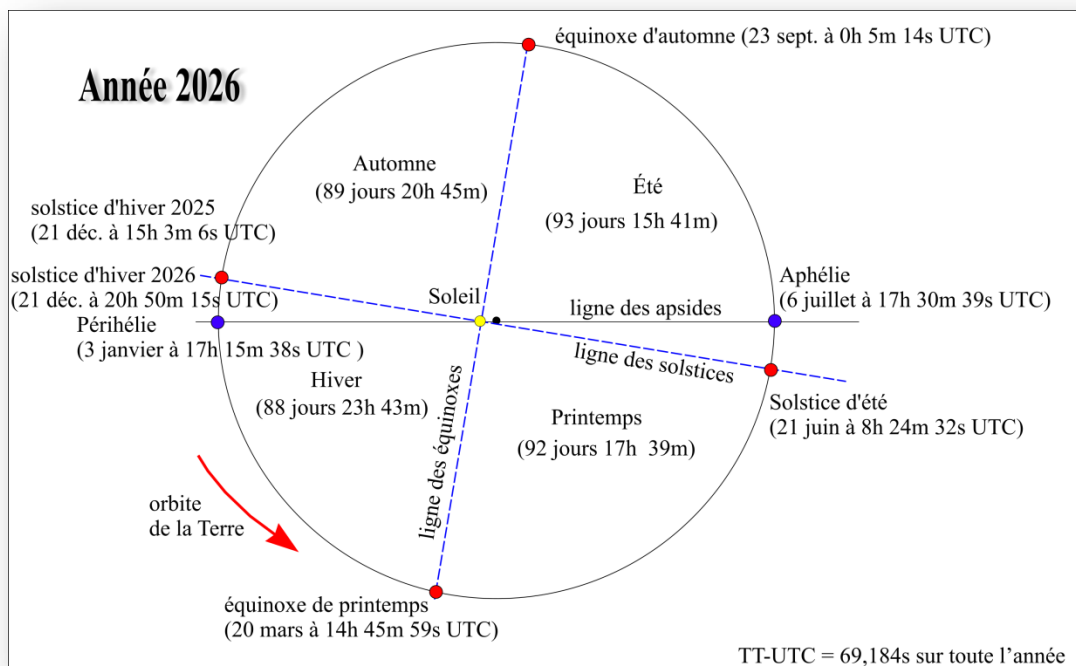 équinoxe d'automne (23 sept. à 0h 5m 14s UTC)
Année 2026
Automne
(89 jours 20h 45m)
Été
(93 jours 15h 41m)
solstice d'hiver 2025
(21 déc. à 15h 3m 6s UTC)
solstice d'hiver 2026
(21 déc. à 20h 50m 15s UTC)
Périhélie
(3 janvier à 17h 15m 38s UTC )
Soleil
ligne des apsides
Aphélie
(6 juillet à 17h 30m 39s UTC)
ligne des solstices
ligne des équinoxes
Hiver
(88 jours 23h 43m)
Printemps
(92 jours 17h 39m)
Solstice d'été
(21 juin à 8h 24m 32s UTC)
orbite
de la Terre
équinoxe de printemps
(20 mars à 14h 45m 59s UTC)
TT-UTC = 69,184s sur toute l’année